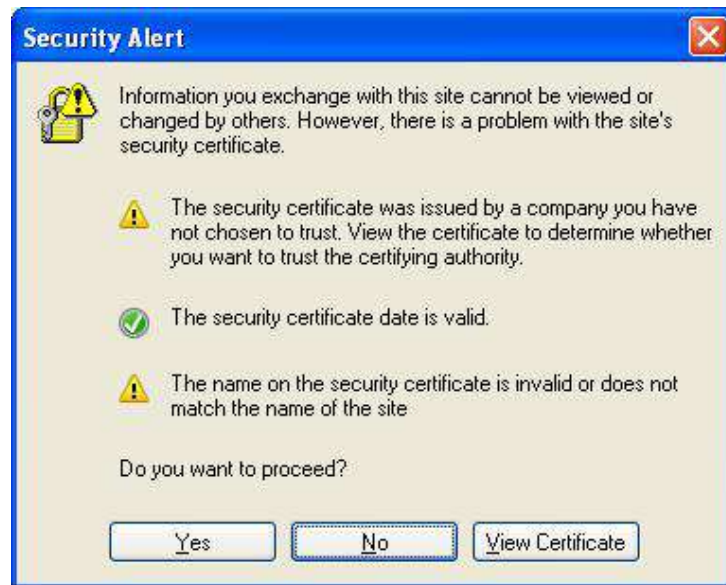 Security Alert
Information you exchange with this site cannot be viewed or
changed by others. However, there is a problem with the site's
security certificate.
The security certificate was issued by a company you have
not chosen to trust. View the certificate to determine whether
you want to trust the certifying authority.
The security certificate date is valid.
The name on the security certificate is invalid or does not
match the name of the site
Do you want to proceed?
Yes No View Certificate